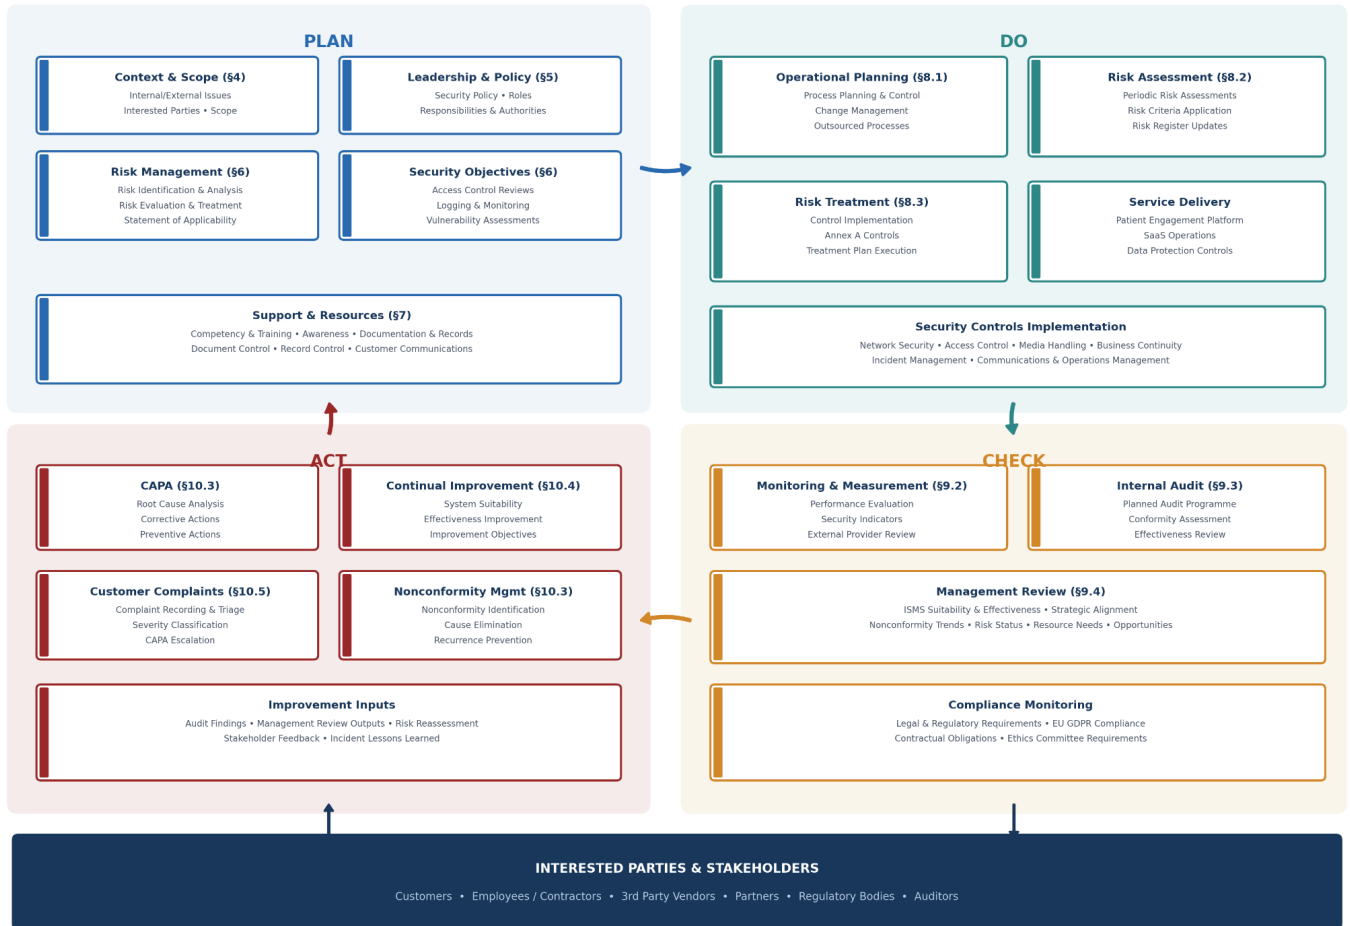 PLAN
Context & Scope (§4)
Internal/External Issues
Interested Parties • Scope
Leadership & Policy (§5)
Security Policy • Roles
Responsibilities & Authorities
Risk Management (§6)
Risk Identification & Analysis
Risk Evaluation & Treatment
Statement of Applicability
Security Objectives (§6)
Access Control Reviews
Logging & Monitoring
Vulnerability Assessments
Support & Resources (§7)
Competency & Training • Awareness • Documentation & Records
Document Control • Record Control • Customer Communications
DO
Operational Planning (§8.1)
Process Planning & Control
Change Management
Outsourced Processes
Risk Assessment (§8.2)
Periodic Risk Assessments
Risk Criteria Application
Risk Register Updates
Risk Treatment (§8.3)
Control Implementation
Annex A Controls
Treatment Plan Execution
Service Delivery
Patient Engagement Platform
SaaS Operations
Data Protection Controls
Security Controls Implementation
Network Security • Access Control • Media Handling • Business Continuity
Incident Management • Communications & Operations Management
ACT
CAPA (§10.3)
Root Cause Analysis
Corrective Actions
Preventive Actions
Continual Improvement (§10.4)
System Suitability
Effectiveness Improvement
Improvement Objectives
Customer Complaints (§10.5)
Complaint Recording & Triage
Severity Classification
CAPA Escalation
Nonconformity Mgmt (§10.3)
Nonconformity Identification
Cause Elimination
Recurrence Prevention
Improvement Inputs
Audit Findings • Management Review Outputs • Risk Reassessment
Stakeholder Feedback • Incident Lessons Learned
CHECK
Monitoring & Measurement (§9.2)
Performance Evaluation
Security Indicators
External Provider Review
Internal Audit (§9.3)
Planned Audit Programme
Conformity Assessment
Effectiveness Review
Management Review (§9.4)
ISMS Suitability & Effectiveness • Strategic Alignment
Nonconformity Trends • Risk Status • Resource Needs • Opportunities
Compliance Monitoring
Legal & Regulatory Requirements • EU GDPR Compliance
Contractual Obligations • Ethics Committee Requirements
INTERESTED PARTIES & STAKEHOLDERS
Customers • Employees / Contractors • 3rd Party Vendors • Partners • Regulatory Bodies • Auditors